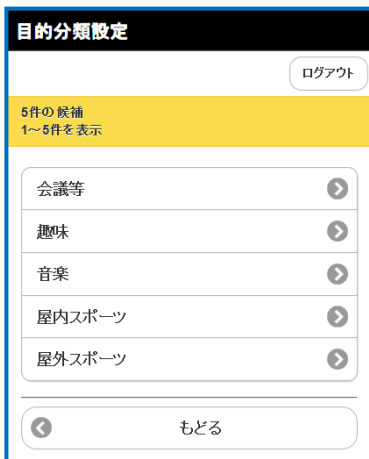 目的分類設定
ログアウト
5件の候補
1～5件を表示
会議等
趣味
音楽
屋内スポーツ
屋外スポーツ
もどる